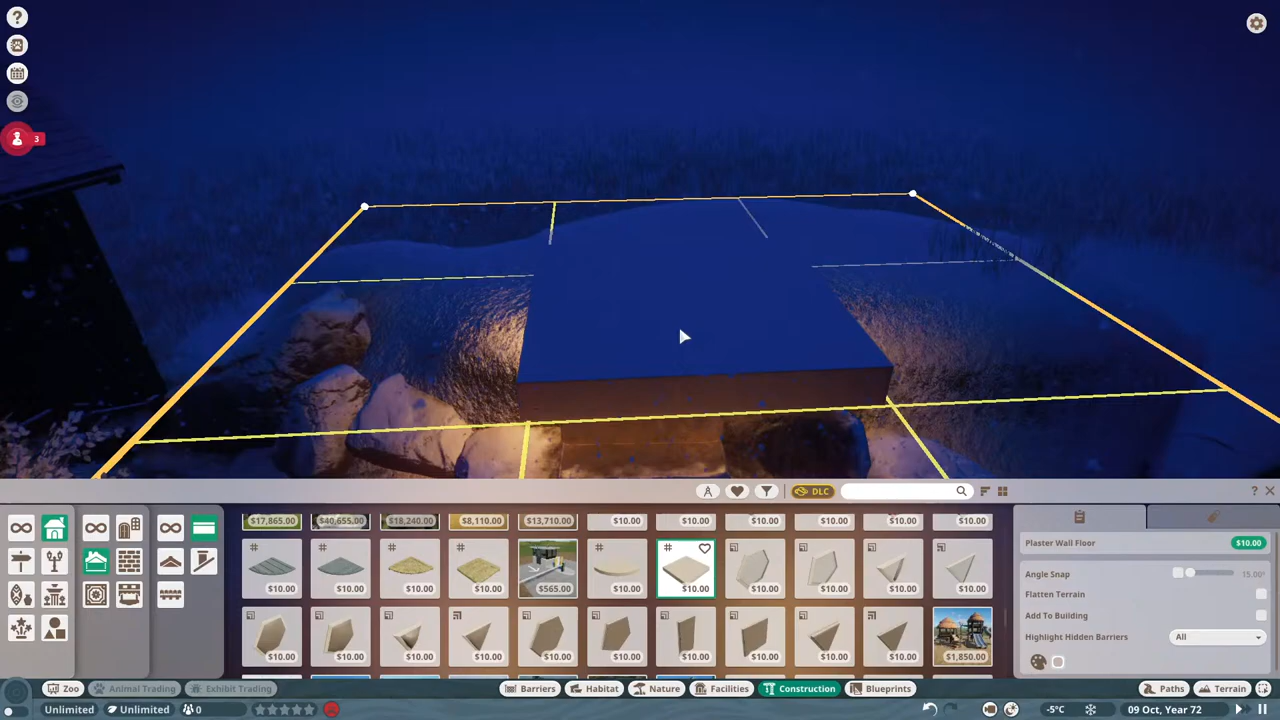 ?
3
DLC
? ×
$17,865.00 $40,655.00 $18,240.00 $8,110.00 $13,710.00 $10.00 $10.00 $10.00 $10.00 $10.00 $10.00
$10.00 $10.00 $10.00 $10.00 $565.00 $10.00 $10.00 $10.00 $10.00 $10.00 $10.00
$10.00 $10.00 $10.00 $10.00 $10.00 $10.00 $10.00 $10.00 $10.00 $10.00 $1,850.00
Plaster Wall Floor $10.00
Angle Snap 15.00°
Flatten Terrain
Add To Building
Highlight Hidden Barriers All
Zoo Animal Trading Exhibit Trading Barriers Habitat Nature Facilities Construction Blueprints Paths Terrain
Unlimited Unlimited 0 -5°C 09 Oct, Year 72